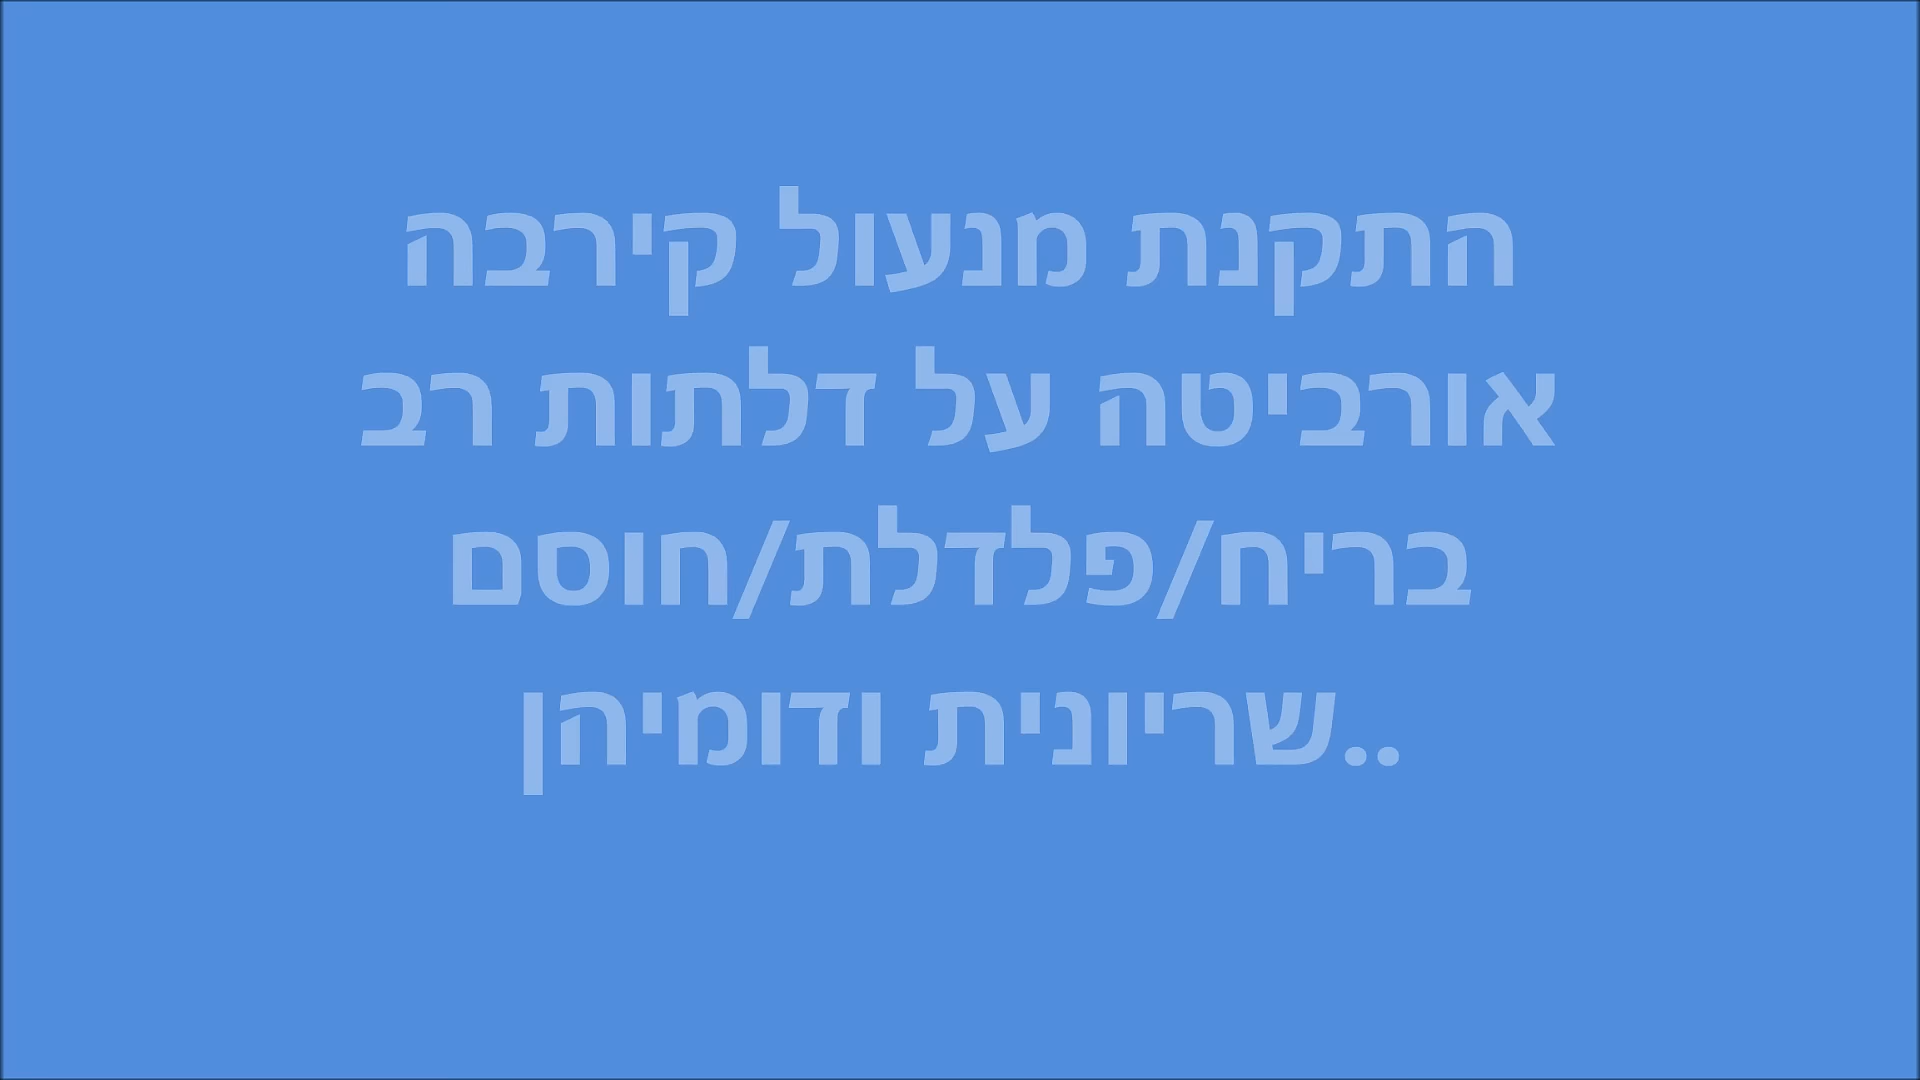 התקנת מנעול קירבה
אורביטה על דלתות רב
בריח/פלדלת/חוסם
..שריונית ודומיהן